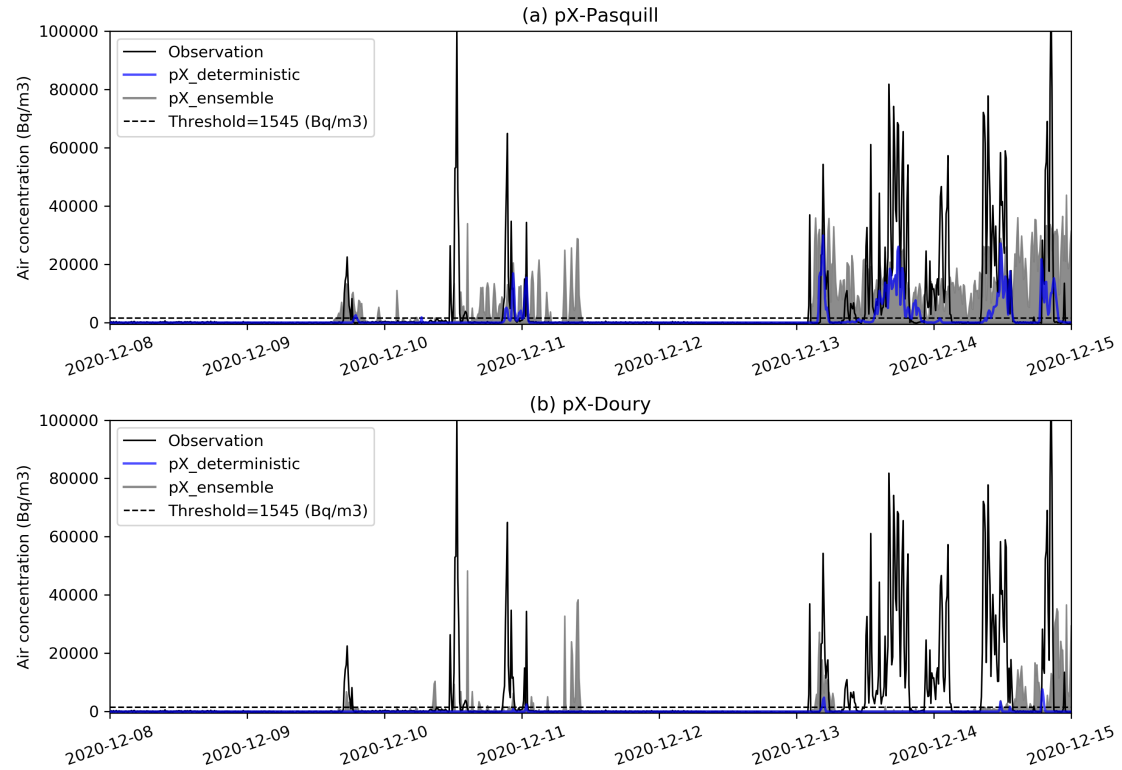 (a) pX-Pasquill
Air concentration (Bq/m3)
100000
80000
60000
40000
20000
0
Observation
pX_deterministic
pX_ensemble
Threshold=1545 (Bq/m3)
2020-12-08
2020-12-09
2020-12-10
2020-12-11
2020-12-12
2020-12-13
2020-12-14
2020-12-15
(b) pX-Doury
Air concentration (Bq/m3)
100000
80000
60000
40000
20000
0
Observation
pX_deterministic
pX_ensemble
Threshold=1545 (Bq/m3)
2020-12-08
2020-12-09
2020-12-10
2020-12-11
2020-12-12
2020-12-13
2020-12-14
2020-12-15